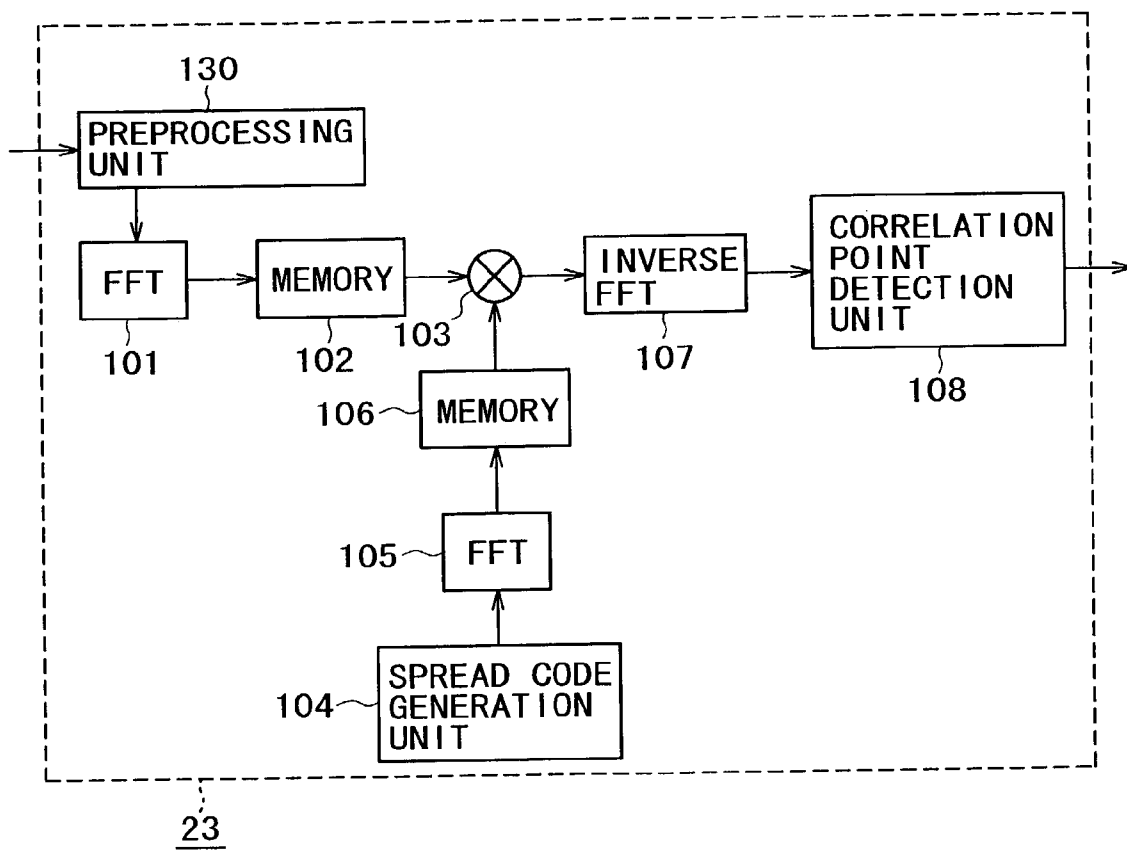 130
PREPROCESSING
UNIT
FFT
101
MEMORY
102
103
INVERSE
FFT
107
CORRELATION
POINT
DETECTION
UNIT
108
106
MEMORY
105
FFT
104
SPREAD CODE
GENERATION
UNIT
23